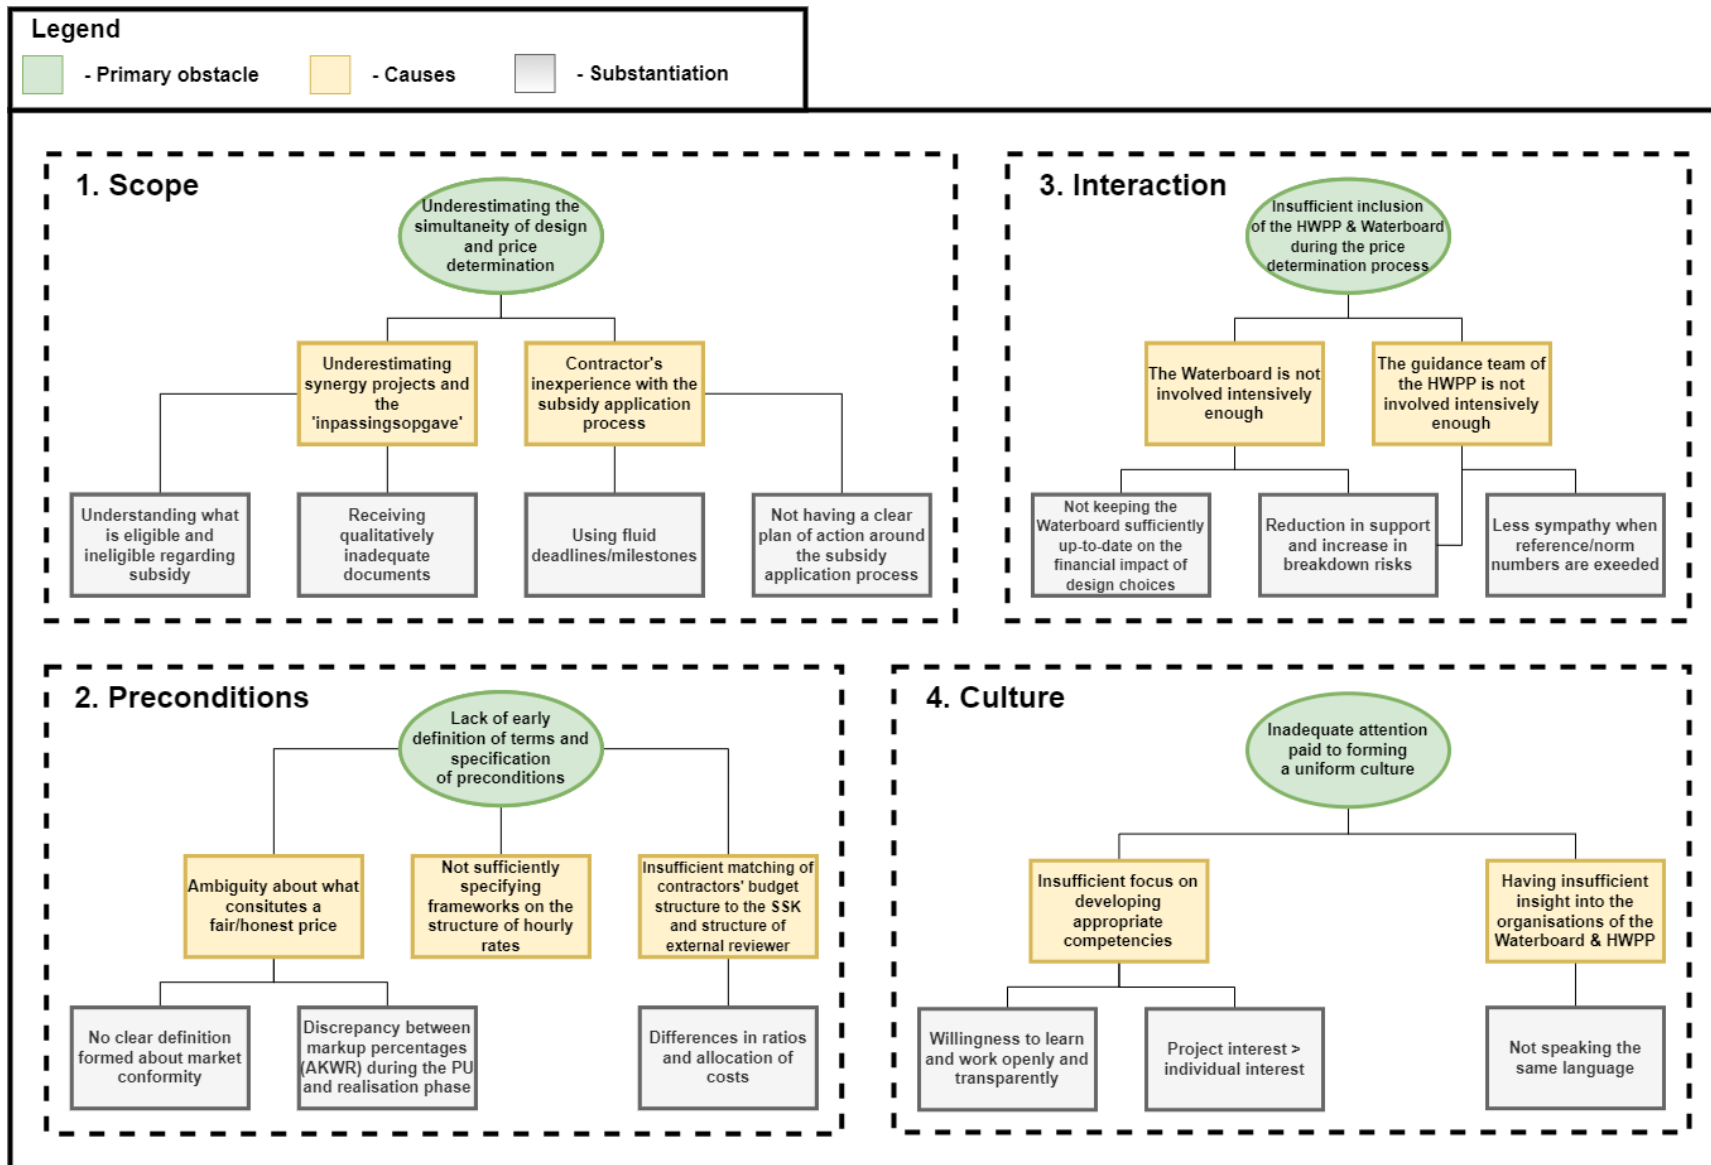 Legend
- Primary obstacle
- Causes
- Substantiation
1. Scope
Underestimating the
simultaneity of design
and price
determination
Underestimating
synergy projects and
the
'inpassingsopgave'
Contractor's
inexperience with the
subsidy application
process
Understanding what
is eligible and
ineligible regarding
subsidy
Receiving
qualitatively
inadequate
documents
Using fluid
deadlines/milestones
Not having a clear
plan of action around
the subsidy
application process
3. Interaction
Insufficient inclusion
of the HWPP & Waterboard
during the price
determination process
The Waterboard is not
involved intensively
enough
The guidance team of
the HWPP is not
involved intensively
enough
Not keeping the
Waterboard sufficiently
up-to-date on the
financial impact of
design choices
Reduction in support
and increase in
breakdown risks
Less sympathy when
reference/norm
numbers are exeeded
2. Preconditions
Lack of early
definition of terms and
specification
of preconditions
Ambiguity about what
consitutes a
fair/honest price
Not sufficiently
specifying
frameworks on the
structure of hourly
rates
Insufficient matching of
contractors' budget
structure to the SSK
and structure of
external reviewer
No clear definition
formed about market
conformity
Discrepancy between
markup percentages
(AKWR) during the PU
and realisation phase
Differences in ratios
and allocation of
costs
4. Culture
Inadequate attention
paid to forming
a uniform culture
Insufficient focus on
developing
appropriate
competencies
Having insufficient
insight into the
organisations of the
Waterboard & HWPP
Willingness to learn
and work openly and
transparently
Project interest >
individual interest
Not speaking the
same language